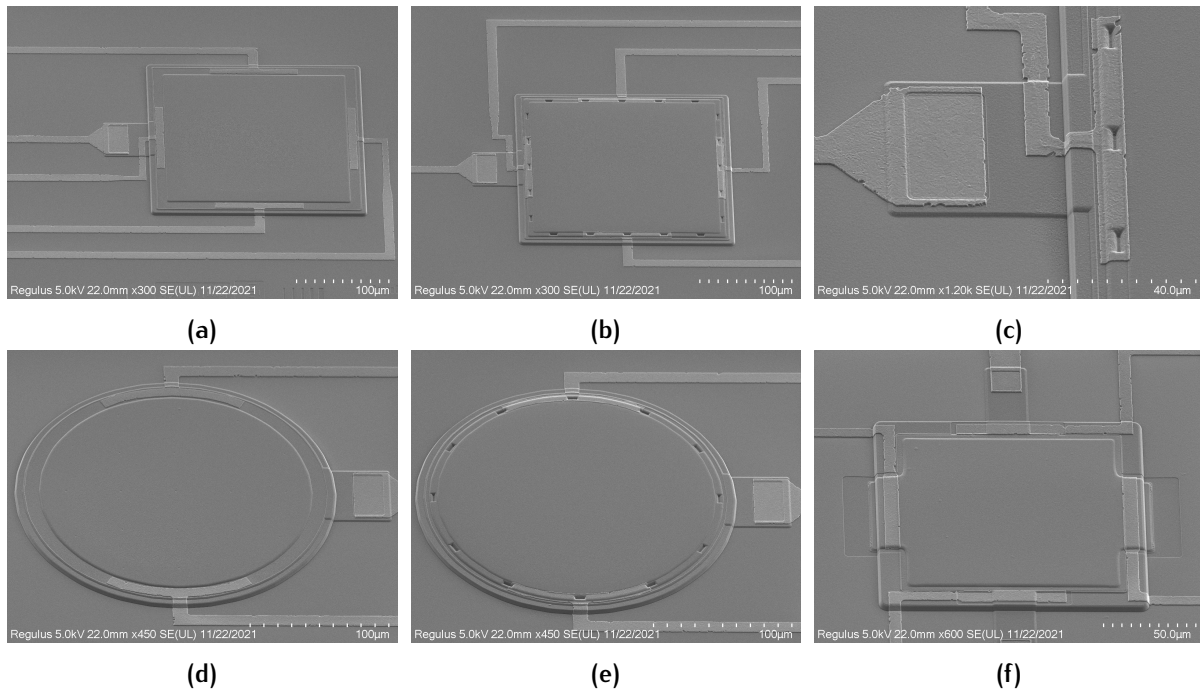 Regulus 5.0kV 22.0mm x300 SE(UL) 11/22/2021 100µm
Regulus 5.0kV 22.0mm x300 SE(UL) 11/22/2021 100µm
Regulus 5.0kV 22.0mm x1.20k SE(UL) 11/22/2021 40.0µm
(a)
(b)
(c)
Regulus 5.0kV 22.0mm x450 SE(UL) 11/22/2021 100µm
Regulus 5.0kV 22.0mm x450 SE(UL) 11/22/2021 100µm
Regulus 5.0kV 22.0mm x600 SE(UL) 11/22/2021 50.0µm
(d)
(e)
(f)